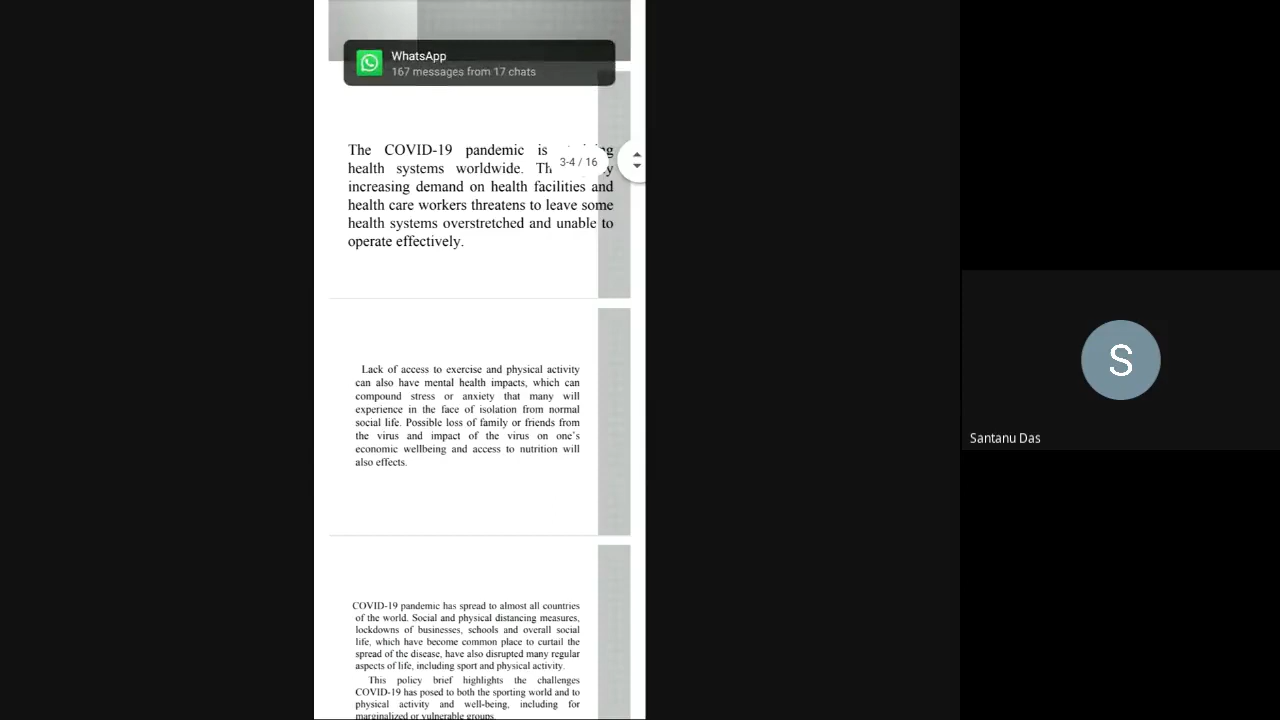 WhatsApp
167 messages from 17 chats
The COVID-19 pandemic is
health systems worldwide.
3-4 / 16
increasing demand on health facilities and
health care workers threatens to leave some
health systems overstretched and unable to
operate effectively.
Lack of access to exercise and physical activity
can also have mental health impacts, which can
compound stress or anxiety that many will
experience in the face of isolation from normal
social life. Possible loss of family or friends from
the virus and impact of the virus on one's
economic wellbeing and access to nutrition will
also effects.
S
Santanu Das
COVID-19 pandemic has spread to almost all countries
of the world. Social and physical distancing measures,
lockdowns of businesses, schools and overall social
life, which have become common place to curtail the
spread of the disease, have also disrupted many regular
aspects of life, including sport and physical activity.
This policy brief highlights the challenges
COVID-19 has posed to both the sporting world and to
physical activity and well-being, including for
marginalized or vulnerable groups.